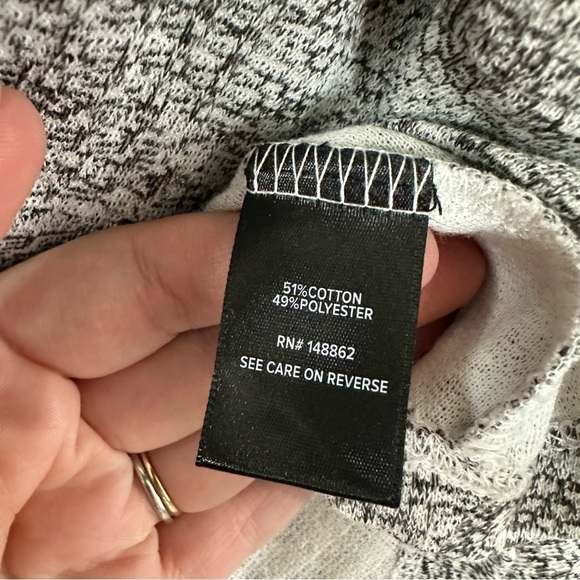 51%COTTON
49%POLYESTER
RN# 148862
SEE CARE ON REVERSE